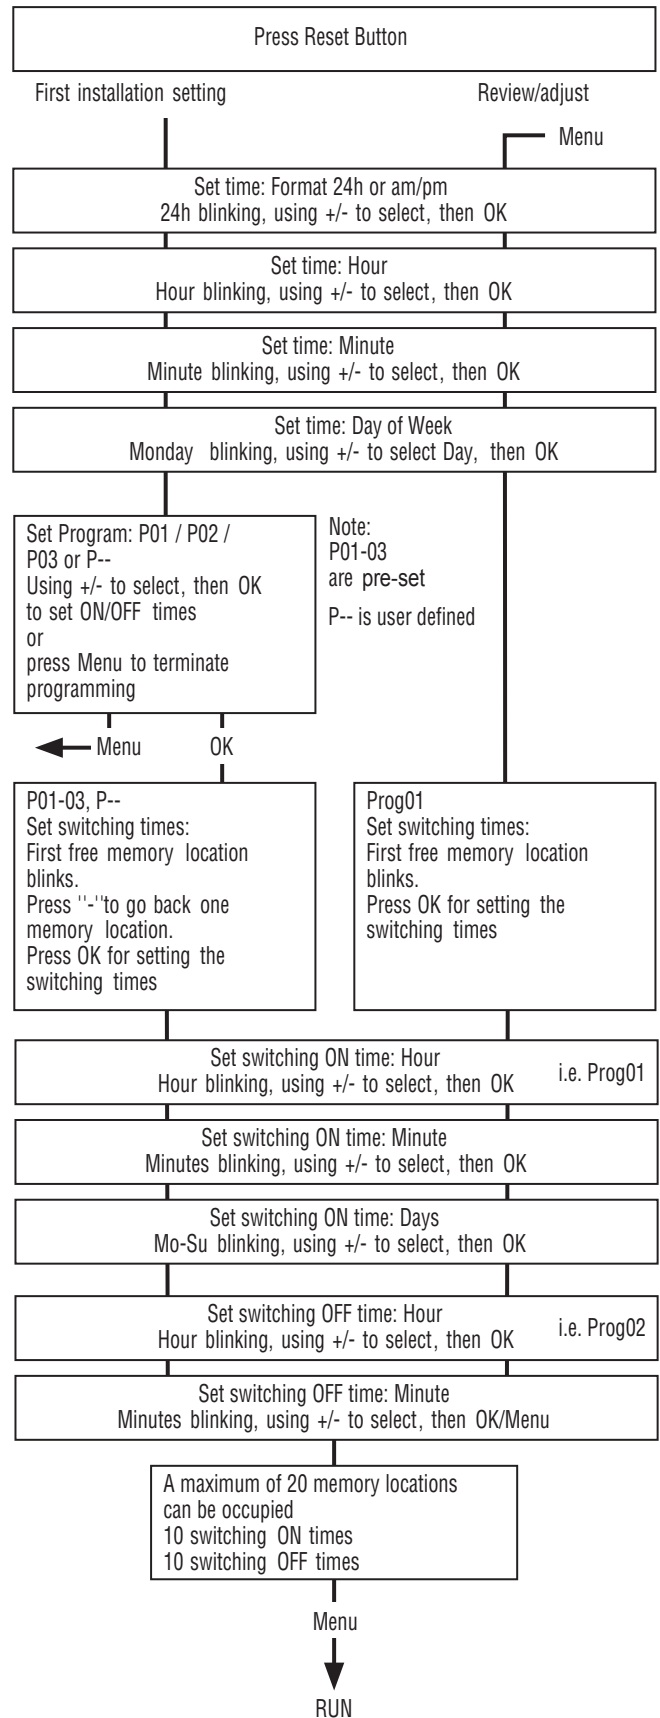 Press Reset Button
First installation setting
Review/adjust
Menu
Set time: Format 24h or am/pm
24h blinking, using +/- to select, then OK
Set time: Hour
Hour blinking, using +/- to select, then OK
Set time: Minute
Minute blinking, using +/- to select, then OK
Set time: Day of Week
Monday blinking, using +/- to select Day, then OK
Set Program: P01 / P02 /
P03 or P--
Using +/- to select, then OK
to set ON/OFF times
or
press Menu to terminate
programming
Note:
P01-03
are pre-set
P-- is user defined
Menu
OK
P01-03, P--
Set switching times:
First free memory location
blinks.
Press ''-''to go back one
memory location.
Press OK for setting the
switching times
Prog01
Set switching times:
First free memory location
blinks.
Press OK for setting the
switching times
Set switching ON time: Hour
Hour blinking, using +/- to select, then OK
i.e. Prog01
Set switching ON time: Minute
Minutes blinking, using +/- to select, then OK
Set switching ON time: Days
Mo-Su blinking, using +/- to select, then OK
Set switching OFF time: Hour
Hour blinking, using +/- to select, then OK
i.e. Prog02
Set switching OFF time: Minute
Minutes blinking, using +/- to select, then OK/Menu
A maximum of 20 memory locations
can be occupied
10 switching ON times
10 switching OFF times
Menu
RUN